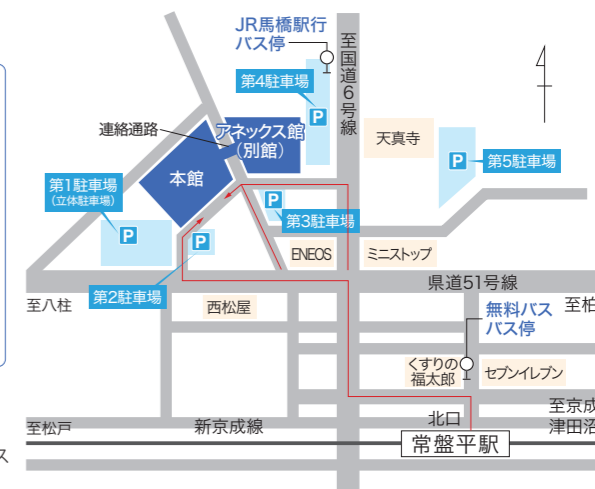 JR馬橋駅行
バス停
至国道6号線
第4駐車場
P
天真寺
P
第5駐車場
連絡通路
アネックス館
(別館)
本館
第1駐車場
(立体駐車場)
P
P
第3駐車場
P
第2駐車場
ENEOS
ミニストップ
県道51号線
至八柱
西松屋
無料バス
バス停
至柏
くすりの
福太郎
セブンイレブン
至松戸
新京成線
北口
至京成
津田沼
常盤平駅
ス